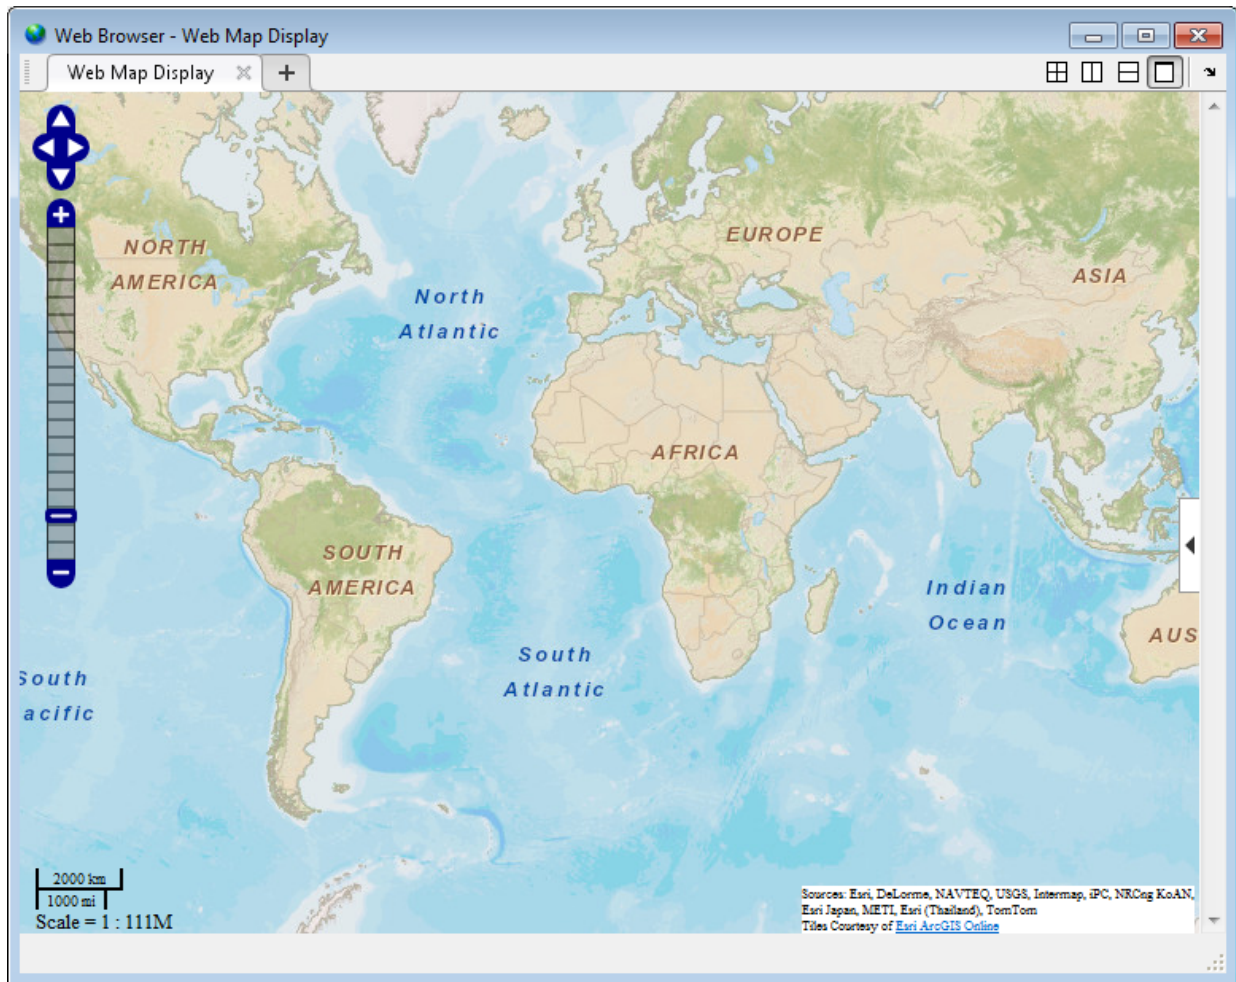 Web Browser - Web Map Display
Web Map Display
NORTH
AMERICA
EUROPE
ASIA
North
Atlantic
AFRICA
SOUTH
AMERICA
Indian
Ocean
AUS
South
Atlantic
South
acific
2000 km
1000 mi
Scale = 1 : 111M
Sources: Esri, DeLorme, NAVTEQ, USGS, Intermap, iPC, NRCng KoAN,
Esri Japan, METI, Esri (Thailand), TomTom
Tiles Courtesy of Esri ArcGIS Online